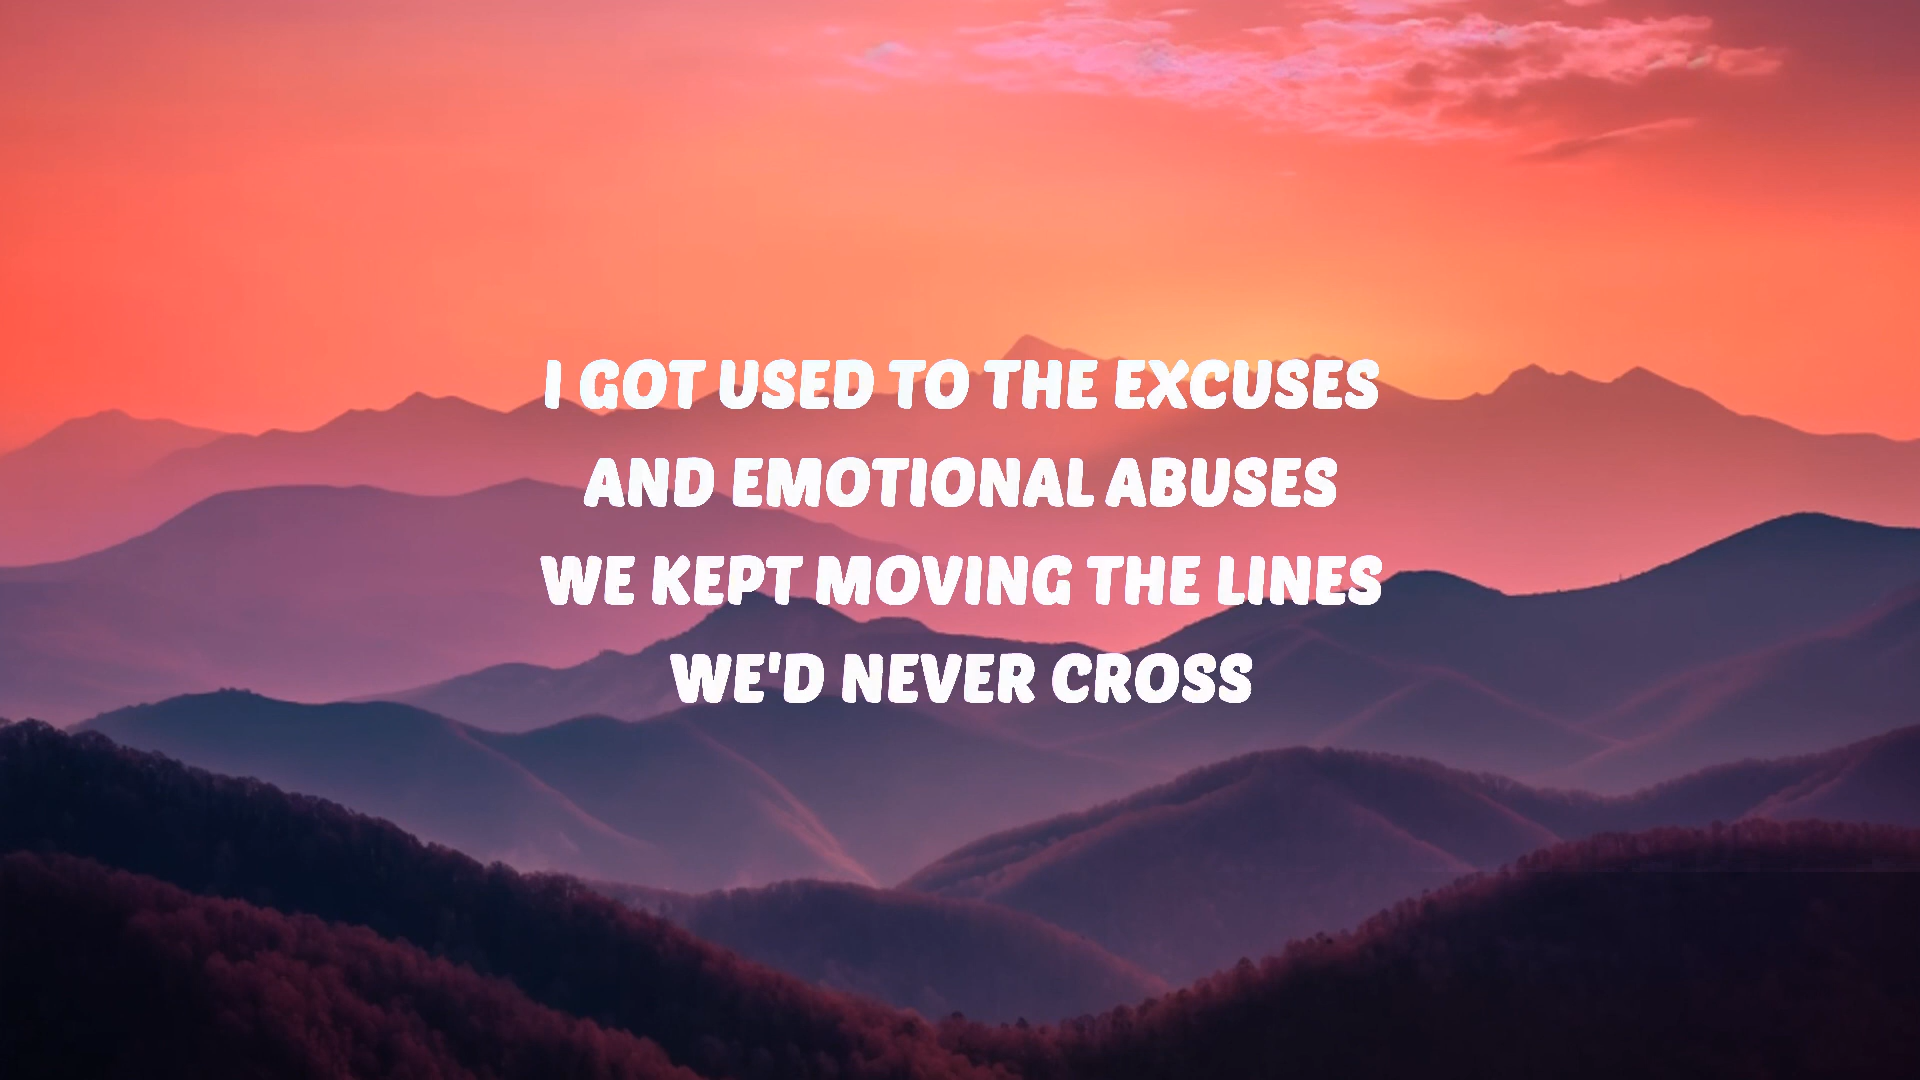 I GOT USED TO THE EXCUSES
AND EMOTIONAL ABUSES
WE KEPT MOVING THE LINES
WE'D NEVER CROSS